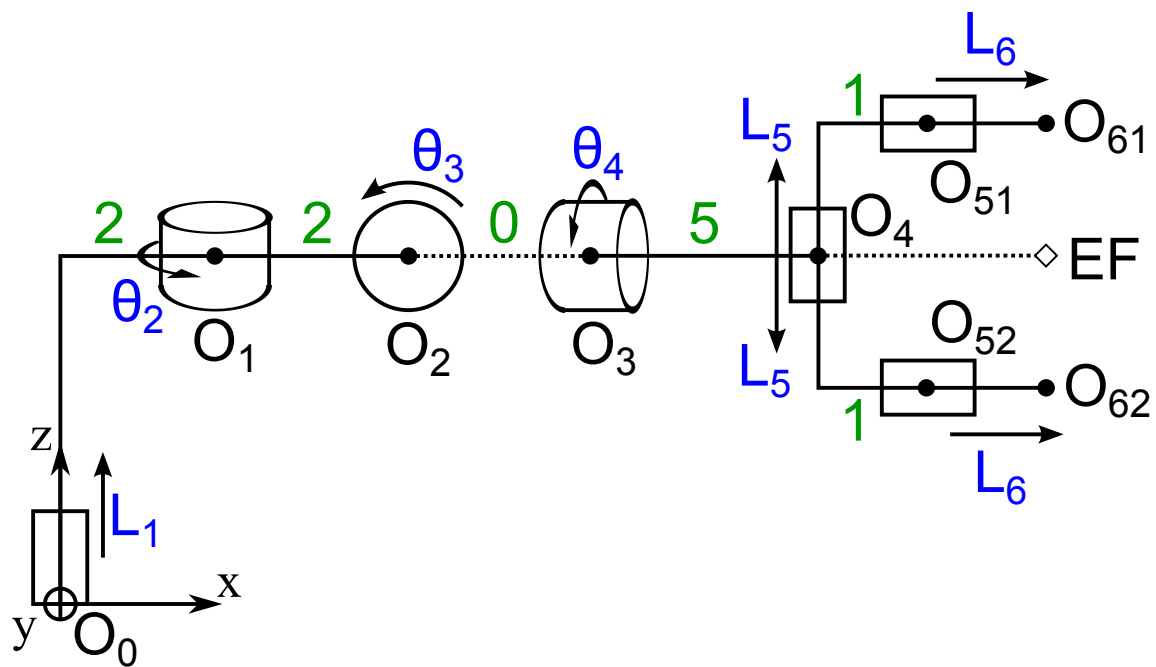 L₆
1
L₅
θ₃
θ₄
O₆₁
O₅₁
2
2
0
5
O₄
θ₂
EF
O₁
O₂
O₃
O₅₂
L₅
O₆₂
1
z
L₆
L₁
x
y
O₀